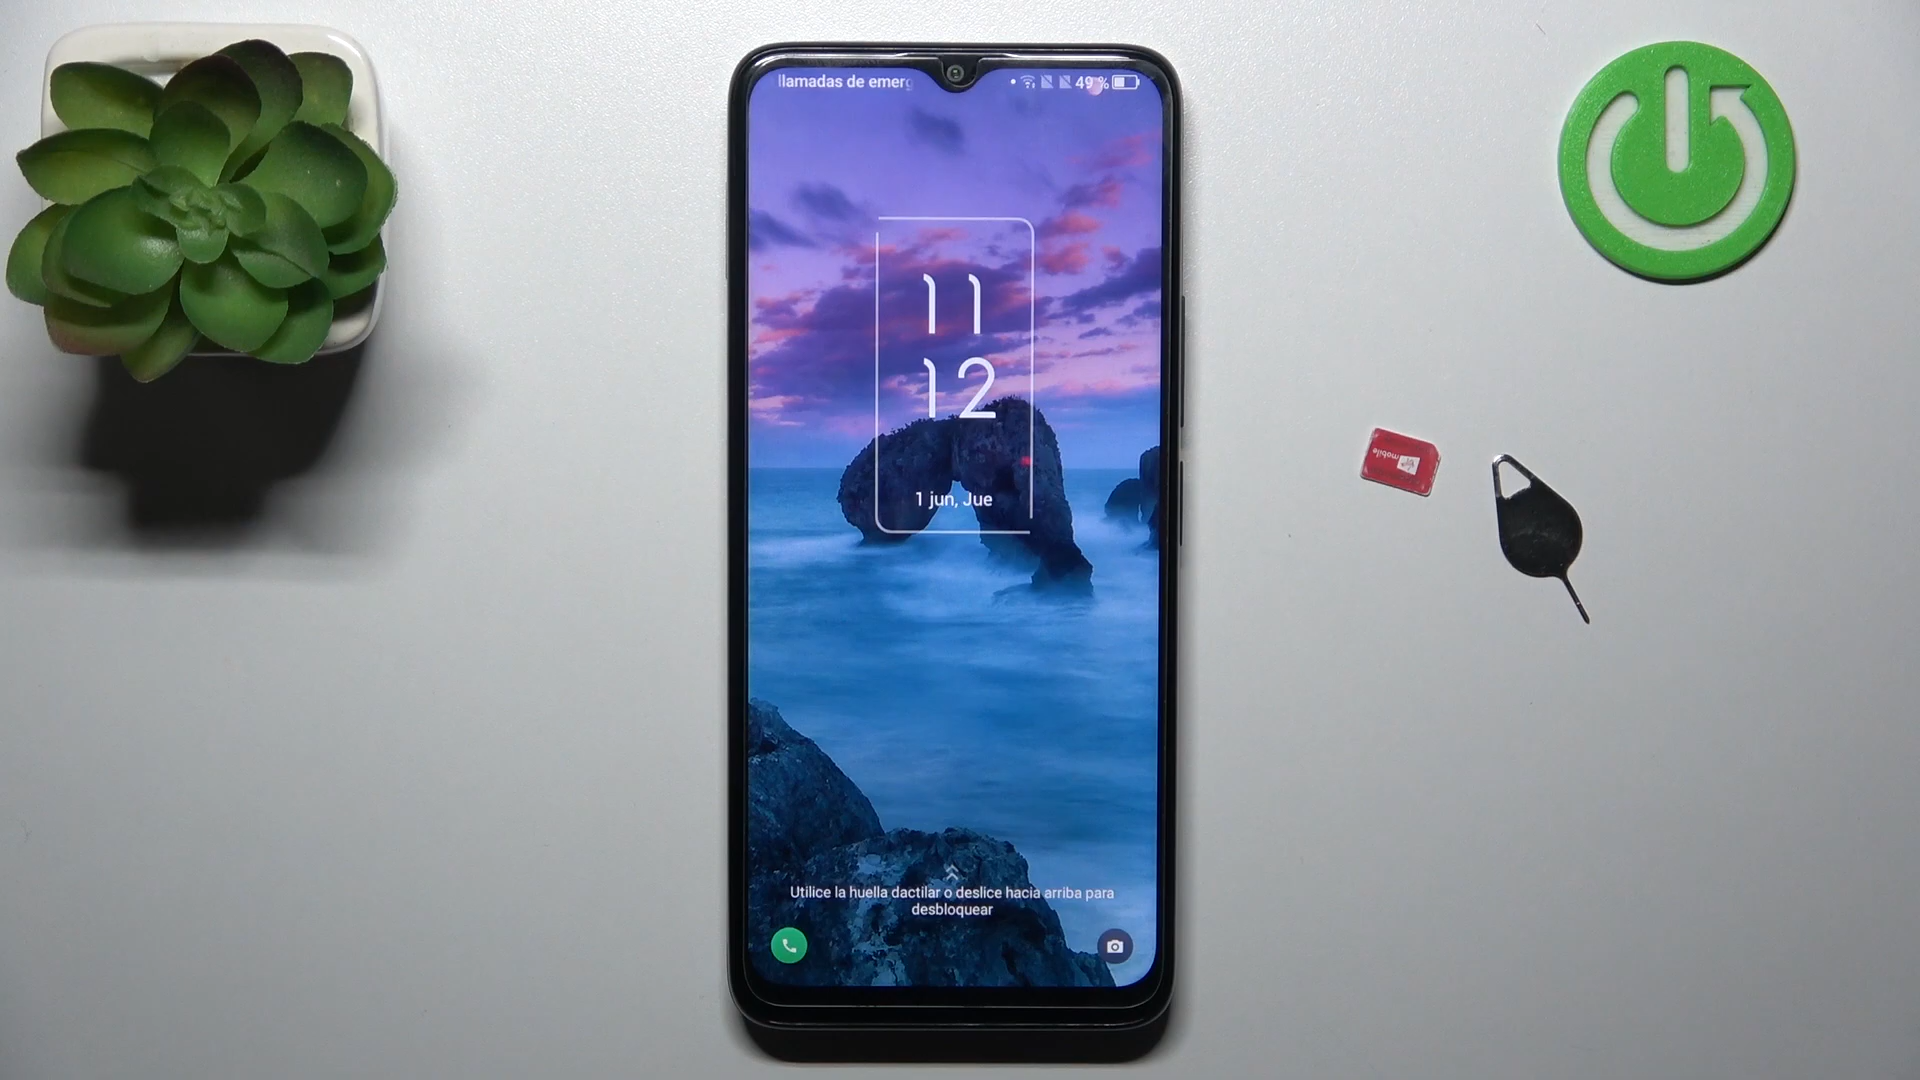 llamadas de emerg
49 %
11
12
1 jun, Jue
Utilice la huella dactilar o deslice hacia arriba para
desbloquear
mobile